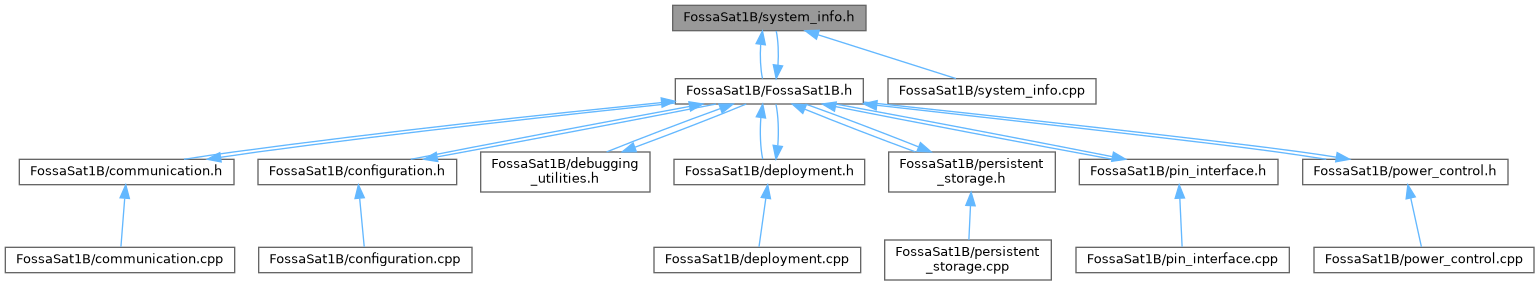 FossaSat1B/system_info.h
FossaSat1B/FossaSat1B.h
FossaSat1B/system_info.cpp
FossaSat1B/communication.h
FossaSat1B/configuration.h
FossaSat1B/debugging
_utilities.h
FossaSat1B/deployment.h
FossaSat1B/persistent
_storage.h
FossaSat1B/pin_interface.h
FossaSat1B/power_control.h
FossaSat1B/communication.cpp
FossaSat1B/configuration.cpp
FossaSat1B/deployment.cpp
FossaSat1B/persistent
_storage.cpp
FossaSat1B/pin_interface.cpp
FossaSat1B/power_control.cpp